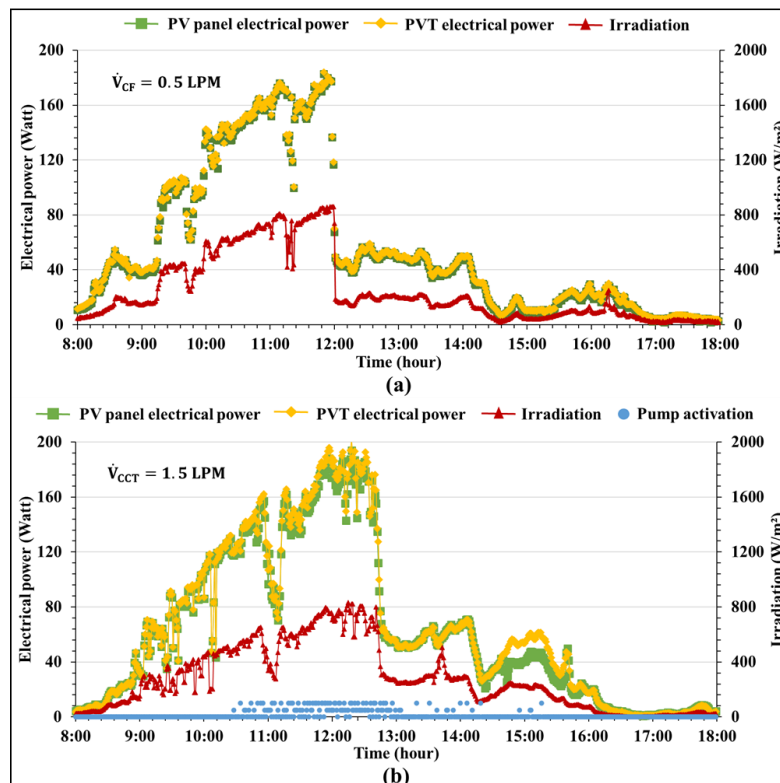 PV panel electrical power PVT electrical power Irradiation
V̇CF = 0.5 LPM
Electrical power (Watt)
200
160
120
80
40
0
2000
1600
1200
800
400
0
Irradiation (W/m²)
8:00 9:00 10:00 11:00 12:00 13:00 14:00 15:00 16:00 17:00 18:00
Time (hour)
(a)
PV panel electrical power PVT electrical power Irradiation Pump activation
V̇CCT = 1.5 LPM
Electrical power (Watt)
200
160
120
80
40
0
2000
1600
1200
800
400
0
Irradiation (W/m²)
8:00 9:00 10:00 11:00 12:00 13:00 14:00 15:00 16:00 17:00 18:00
Time (hour)
(b)